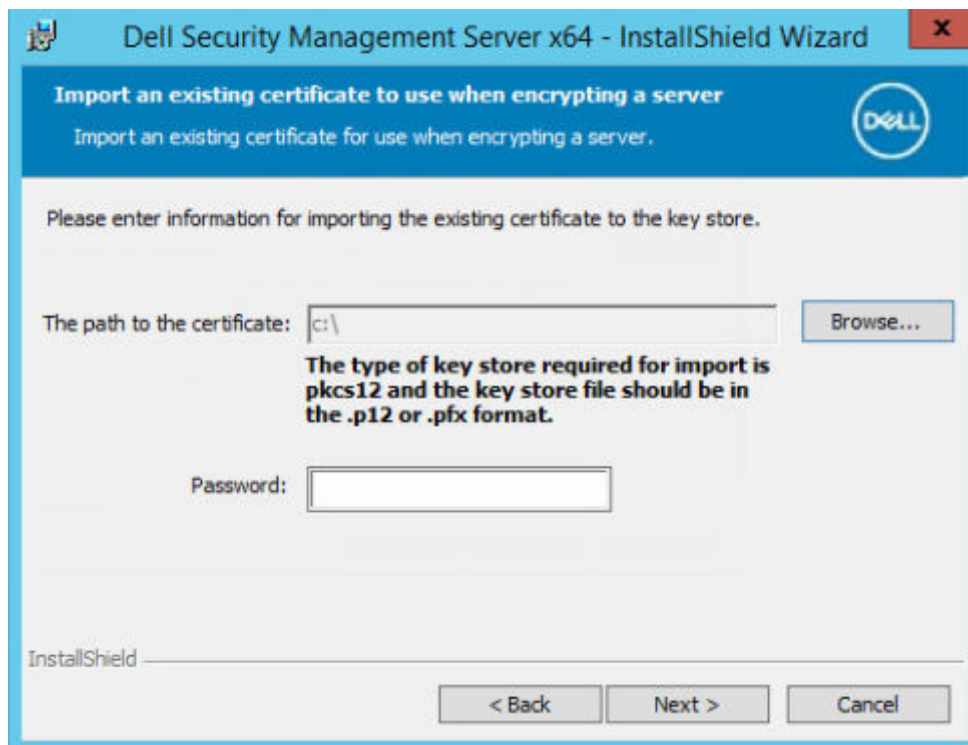 Dell Security Management Server x64 - InstallShield Wizard
x
Import an existing certificate to use when encrypting a server
Import an existing certificate for use when encrypting a server.
DELL
Please enter information for importing the existing certificate to the key store.
The path to the certificate: c:\ Browse...
The type of key store required for import is
pkcs12 and the key store file should be in
the .p12 or .pfx format.
Password:
InstallShield
< Back Next > Cancel